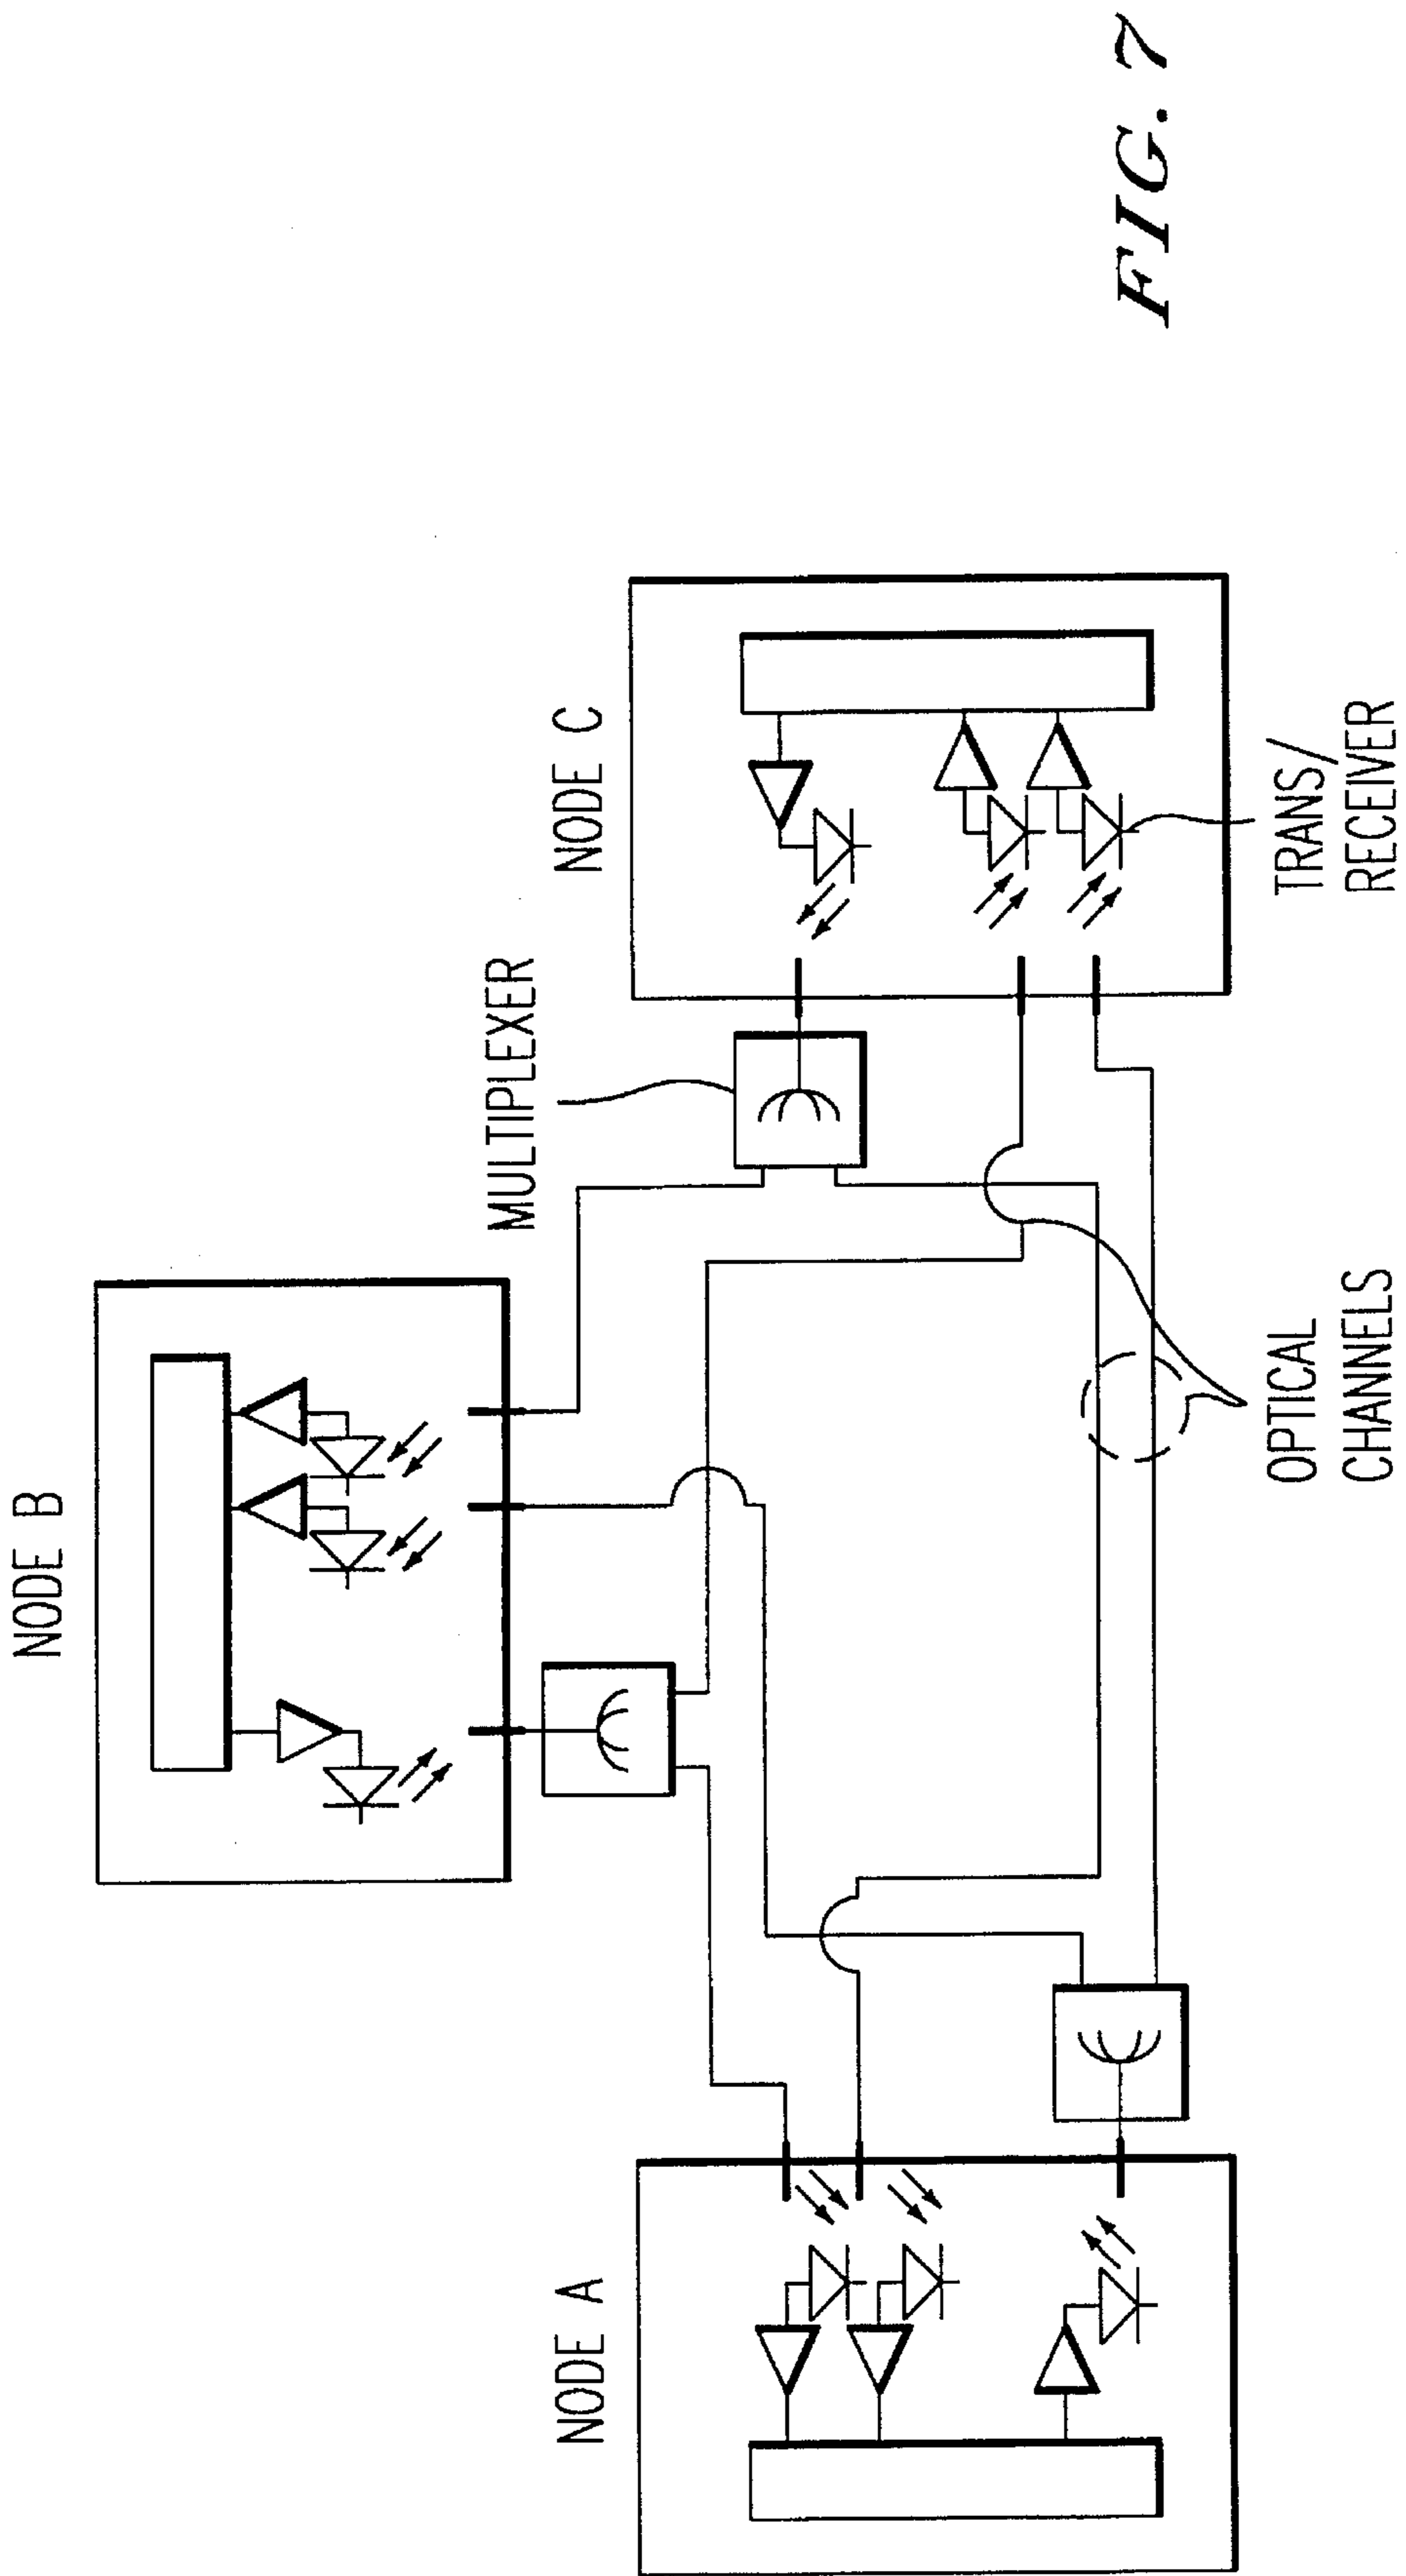 NODE B
NODE A
NODE C
MULTIPLEXER
OPTICAL
CHANNELS
TRANS/
RECEIVER
FIG. 7